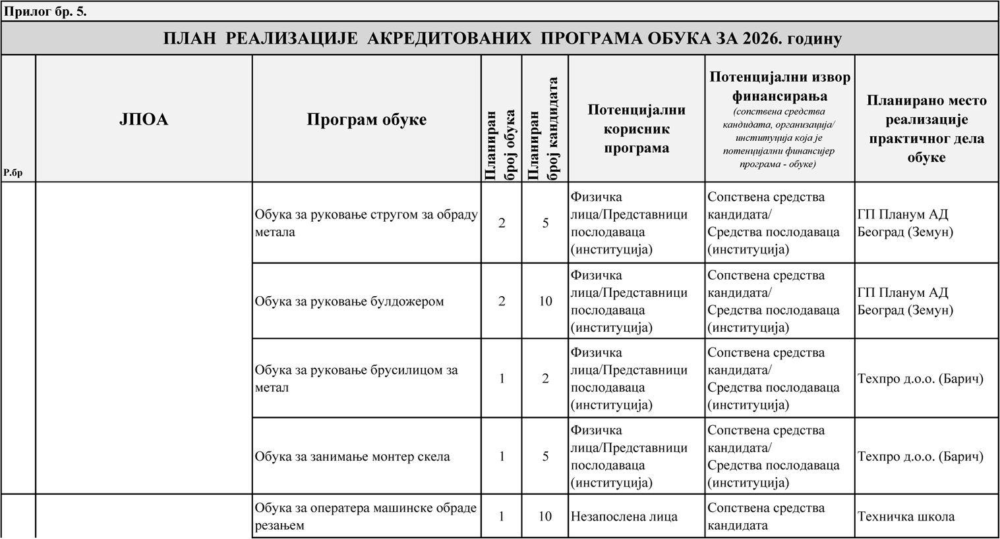 Прилог бр. 5.
ПЛАН РЕАЛИЗАЦИЈЕ АКРЕДИТОВАНИХ ПРОГРАМА ОБУКА ЗА 2026. годину
Р.бр
ЈПОА
Програм обуке
Планиран
број обука
Планиран
број кандидата
Потенцијални
корисник
програма
Потенцијални извор
финансирања
(сопствена средства
кандидата, организација/
институција која је
потенцијални финансијер
програма - обуке)
Планирано место
реализације
практичног дела
обуке
Обука за руковање стругом за обраду
метала
2
5
Физичка
лица/Представници
послодаваца
(институција)
Сопствена средства
кандидата/
Средства послодаваца
(институција)
ГП Планум АД
Београд (Земун)
Обука за руковање булдожером
2
10
Физичка
лица/Представници
послодаваца
(институција)
Сопствена средства
кандидата/
Средства послодаваца
(институција)
ГП Планум АД
Београд (Земун)
Обука за руковање брусилицом за
метал
1
2
Физичка
лица/Представници
послодаваца
(институција)
Сопствена средства
кандидата/
Средства послодаваца
(институција)
Техпро д.о.о. (Барич)
Обука за занимање монтер скела
1
5
Физичка
лица/Представници
послодаваца
(институција)
Сопствена средства
кандидата/
Средства послодаваца
(институција)
Техпро д.о.о. (Барич)
Обука за оператера машинске обраде
резањем
1
10
Незапослена лица
Сопствена средства
кандидата
Техничка школа